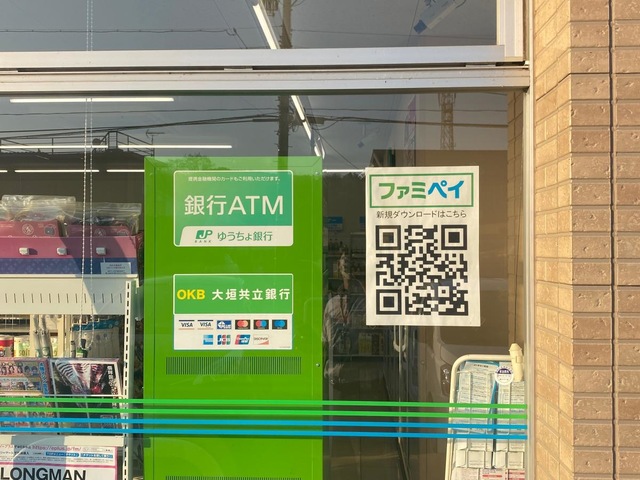 提携金融機関のカードもご利用いただけます。
銀行ATM
JP
BANK
ゆうちょ銀行
OKB 大垣共立銀行
VISA
VISA
ファミペイ
新規ダウンロードはこちら
LONGMAN